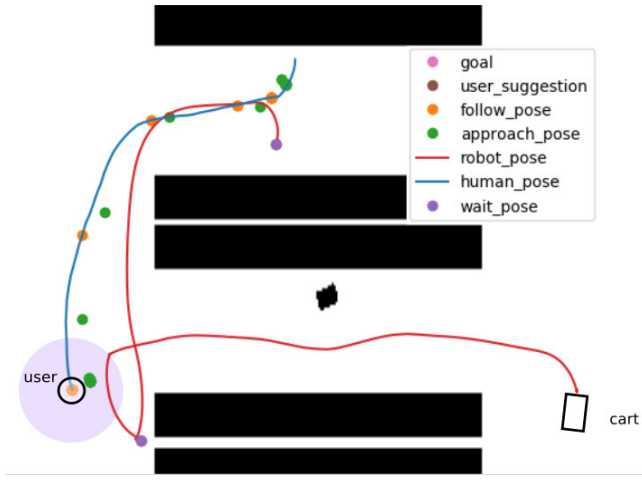 goal
user_suggestion
follow_pose
approach_pose
robot_pose
human_pose
wait_pose
user
cart